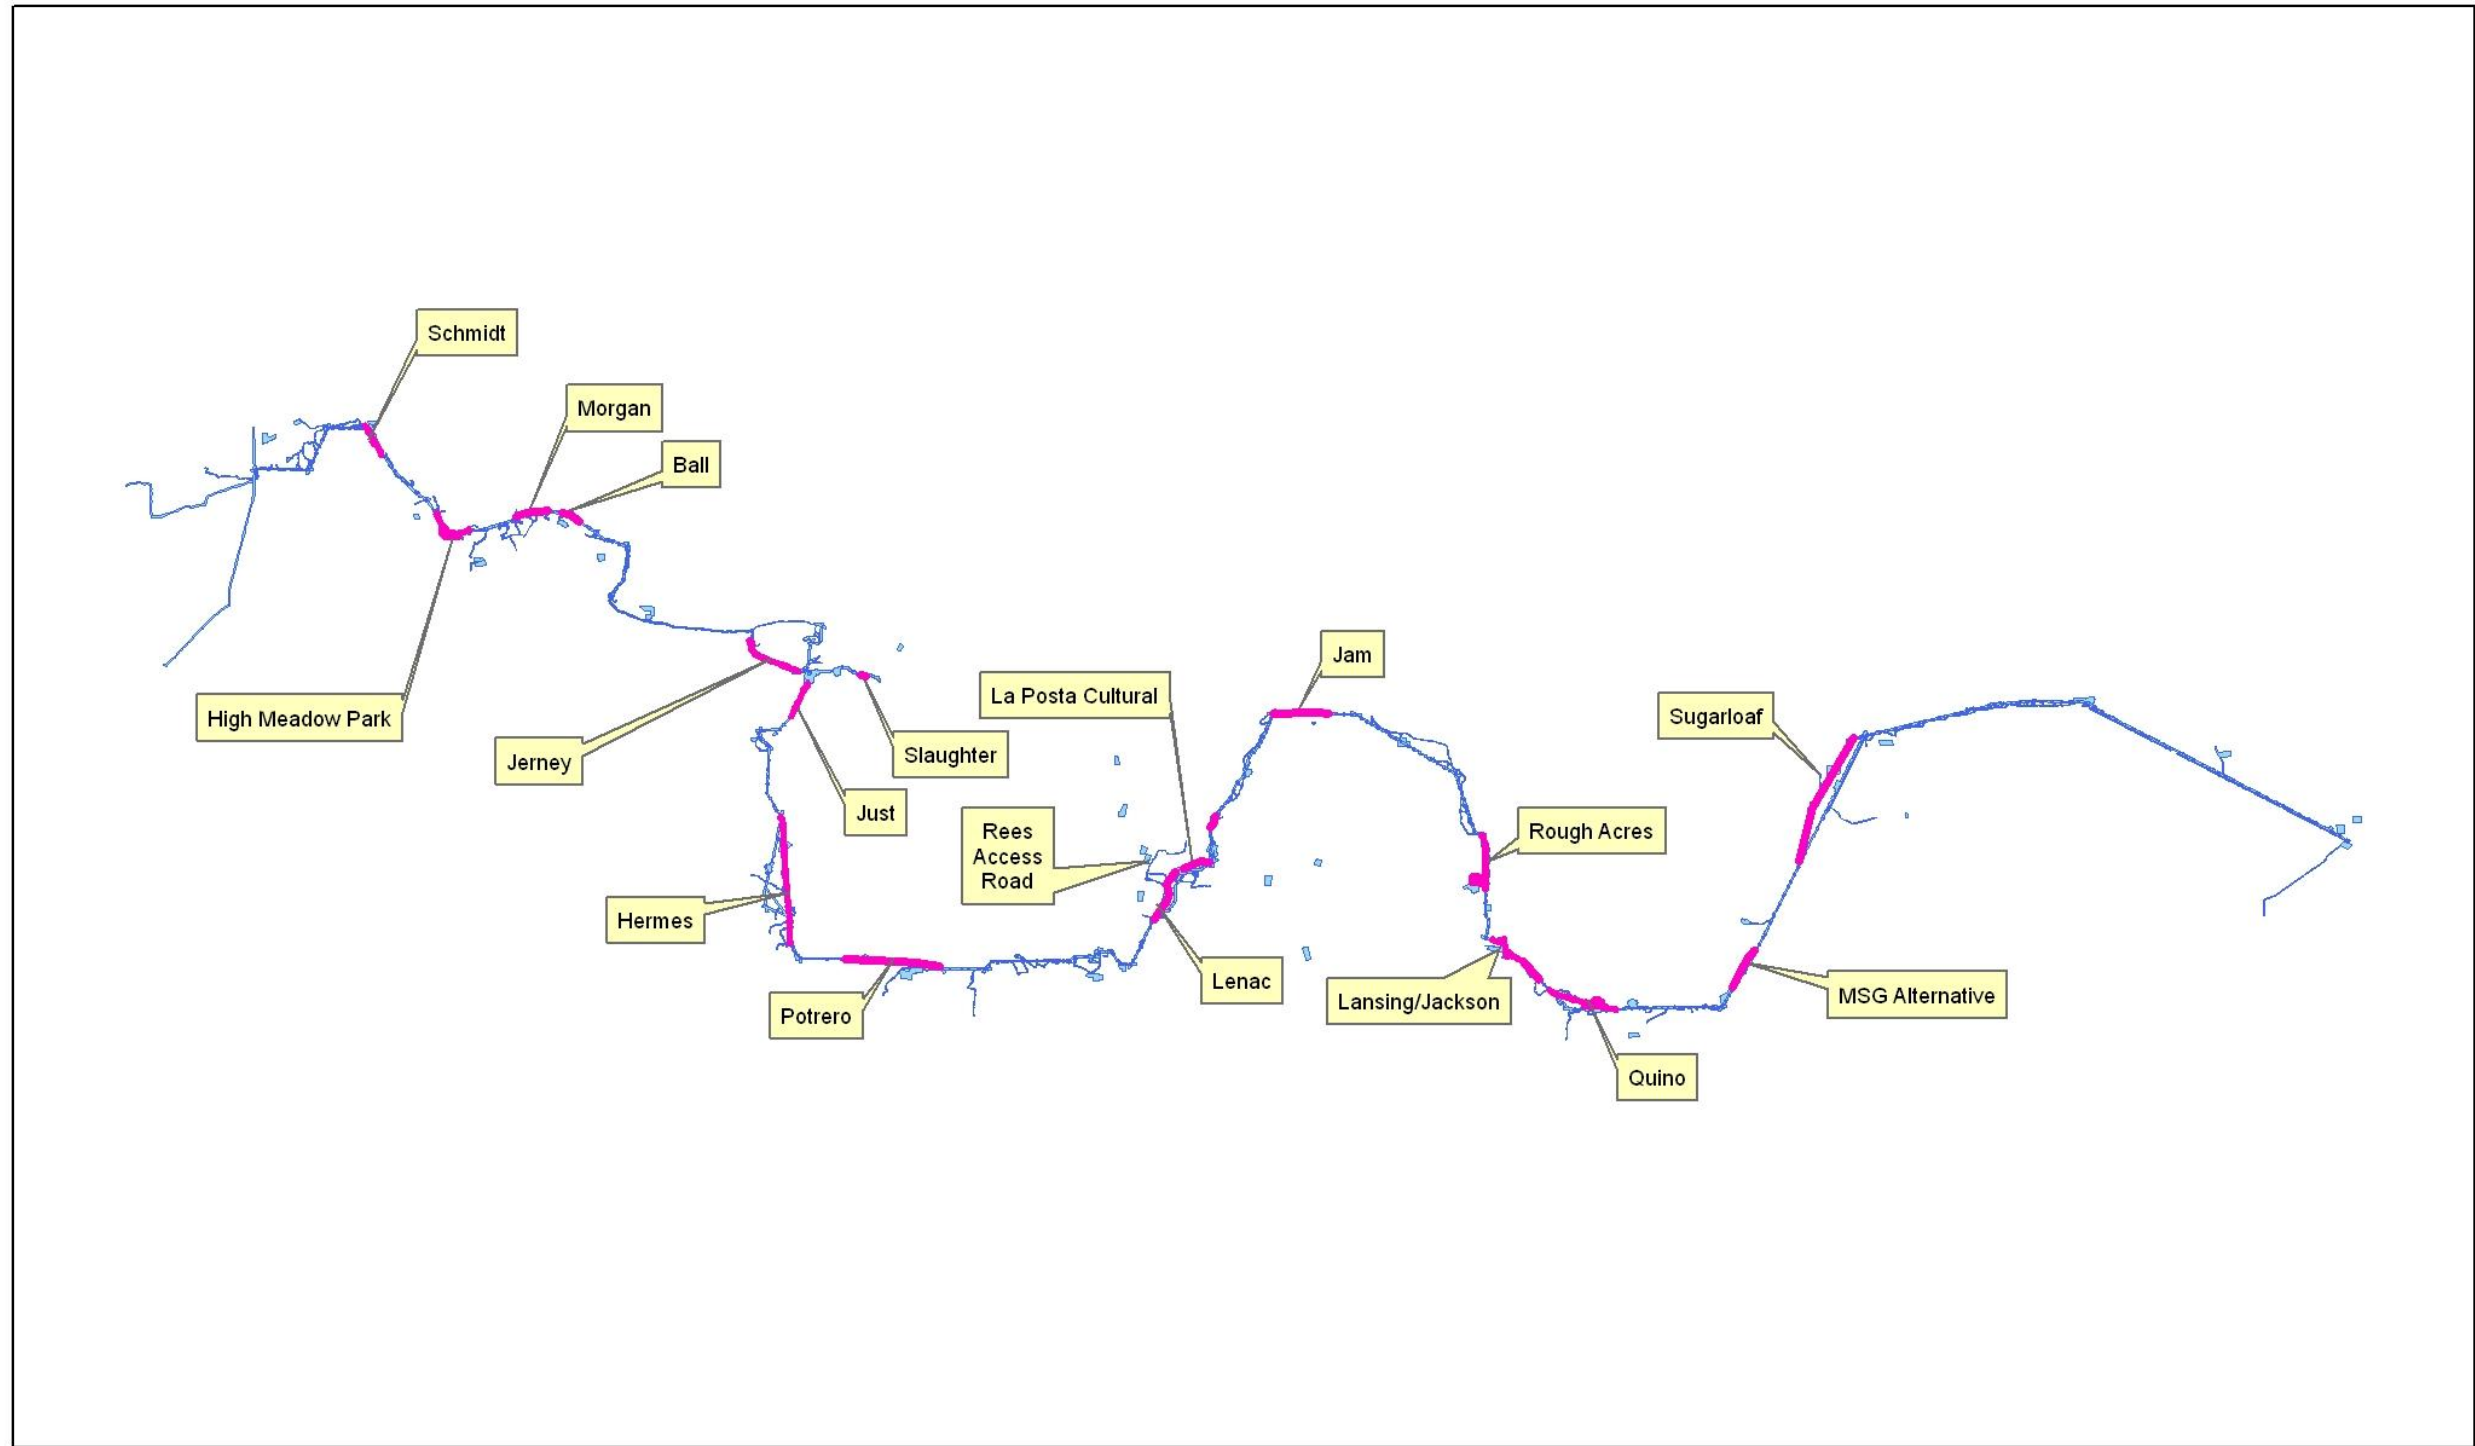 Schmidt
Morgan
Ball
High Meadow Park
Jerney
Slaughter
Just
Hermes
Potrero
La Posta Cultural
Rees
Access
Road
Lenac
Jam
Rough Acres
Lansing/Jackson
Quino
Sugarloaf
MSG Alternative